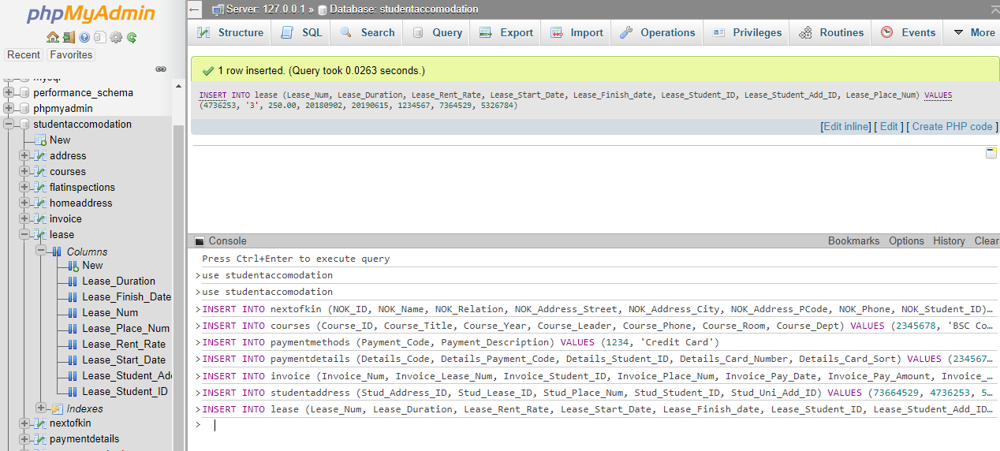 phpMyAdmin
Recent Favorites
mysql
performance_schema
phpmyadmin
studentaccomodation
New
address
courses
flatinspections
homeaddress
invoice
lease
Columns
New
Lease_Duration
Lease_Finish_Date
Lease_Num
Lease_Place_Num
Lease_Rent_Rate
Lease_Start_Date
Lease_Student_Ad
Lease_Student_ID
Indexes
nextofkin
paymentdetails
Server: 127.0.0.1 » Database: studentaccomodation
Structure SQL Search Query Export Import Operations Privileges Routines Events More
1 row inserted. (Query took 0.0263 seconds.)
INSERT INTO lease (Lease_Num, Lease_Duration, Lease_Rent_Rate, Lease_Start_Date, Lease_Finish_date, Lease_Student_ID, Lease_Student_Add_ID, Lease_Place_Num) VALUES
(4736253, '3', 250.00, 20180902, 20190615, 1234567, 7364529, 5326784)
[Edit inline] [ Edit ] [ Create PHP code ]
Console Bookmarks Options History Clear
Press Ctrl+Enter to execute query
>use studentaccomodation
>use studentaccomodation
>INSERT INTO nextofkin (NOK_ID, NOK_Name, NOK_Relation, NOK_Address_Street, NOK_Address_City, NOK_Address_PCode, NOK_Phone, NOK_Student_ID)…
>INSERT INTO courses (Course_ID, Course_Title, Course_Year, Course_Leader, Course_Phone, Course_Room, Course_Dept) VALUES (2345678, 'BSC Co…
>INSERT INTO paymentmethods (Payment_Code, Payment_Description) VALUES (1234, 'Credit Card')
>INSERT INTO paymentdetails (Details_Code, Details_Payment_Code, Details_Student_ID, Details_Card_Number, Details_Card_Sort) VALUES (234567…
>INSERT INTO invoice (Invoice_Num, Invoice_Lease_Num, Invoice_Student_ID, Invoice_Place_Num, Invoice_Pay_Date, Invoice_Pay_Amount, Invoice_…
>INSERT INTO studentaddress (Stud_Address_ID, Stud_Lease_ID, Stud_Place_Num, Stud_Student_ID, Stud_Uni_Add_ID) VALUES (73664529, 4736253, 5…
>INSERT INTO lease (Lease_Num, Lease_Duration, Lease_Rent_Rate, Lease_Start_Date, Lease_Finish_date, Lease_Student_ID, Lease_Student_Add_ID…
>